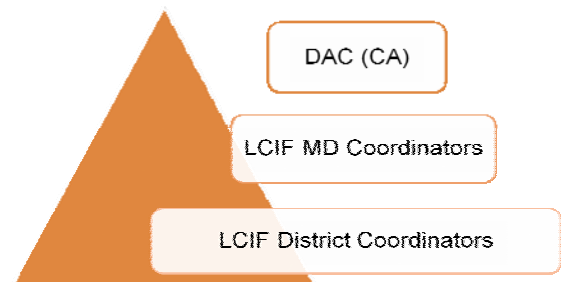 DAC (CA)
LCIF MD Coordinators
LCIF District Coordinators